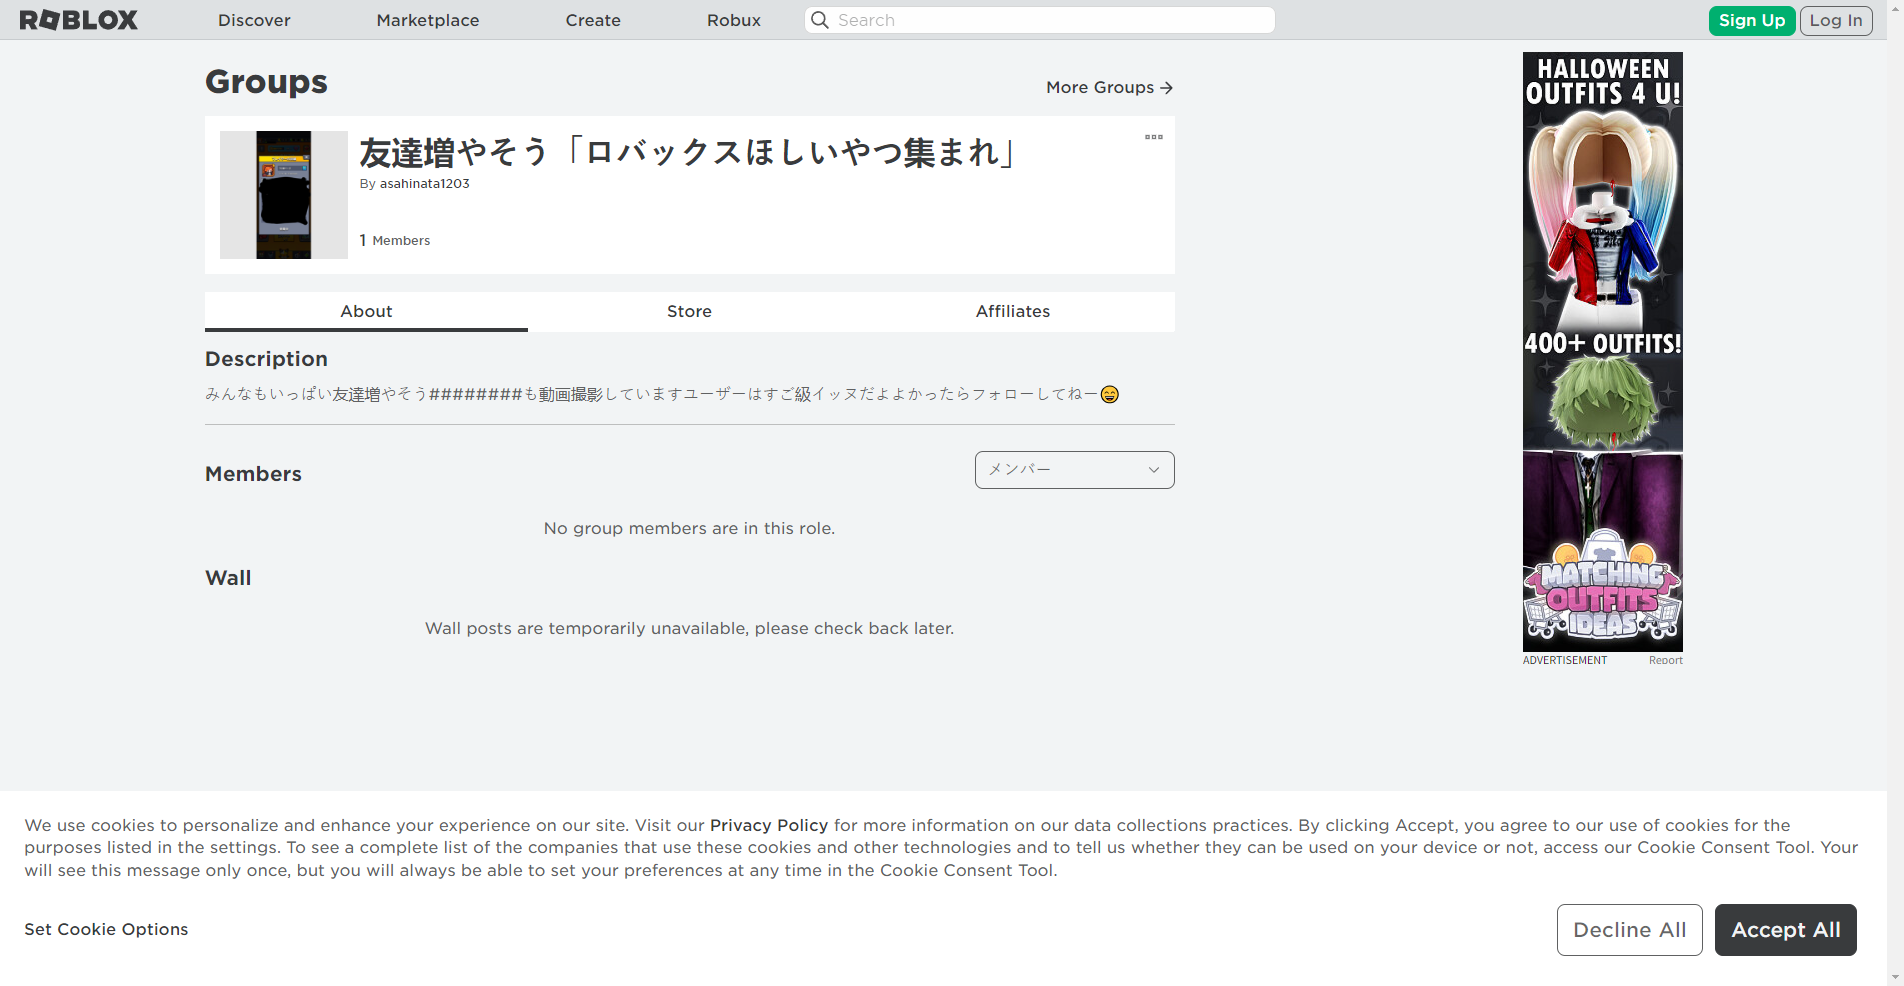 ROBLOX
Discover
Marketplace
Create
Robux
Search
Sign Up
Log In
Groups
More Groups →
友達増やそう「ロバックスほしいやつ集まれ」
By asahinata1203
1 Members
About
Store
Affiliates
Description
みんなもいっぱい友達増やそう########も動画撮影していますユーザーはすご級イッヌだよよかったらフォローしてねー😄
Members
メンバー
No group members are in this role.
Wall
Wall posts are temporarily unavailable, please check back later.
HALLOWEEN
OUTFITS 4 U!
400+ OUTFITS!
MATCHING
OUTFITS
IDEAS
ADVERTISEMENT
Report
We use cookies to personalize and enhance your experience on our site. Visit our Privacy Policy for more information on our data collections practices. By clicking Accept, you agree to our use of cookies for the
purposes listed in the settings. To see a complete list of the companies that use these cookies and other technologies and to tell us whether they can be used on your device or not, access our Cookie Consent Tool. Your
will see this message only once, but you will always be able to set your preferences at any time in the Cookie Consent Tool.
Set Cookie Options
Decline All
Accept All